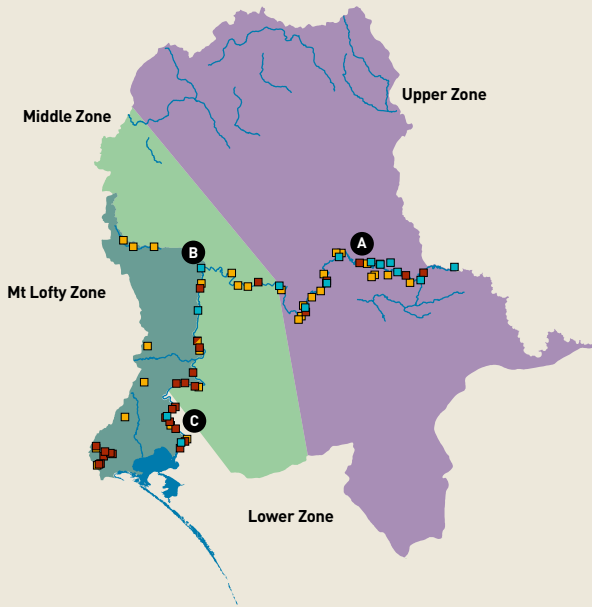 Upper Zone
Middle Zone
A
B
Mt Lofty Zone
C
Lower Zone